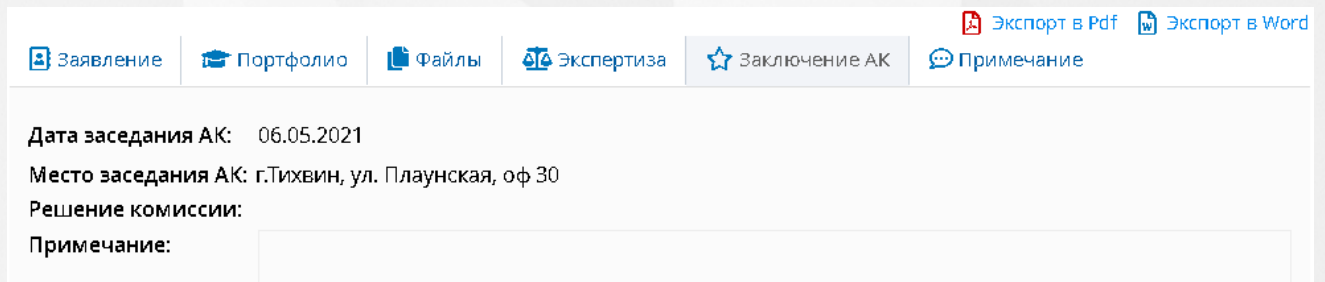 Экспорт в Pdf Экспорт в Word
Заявление Портфолио Файлы Экспертиза Заключение АК Примечание
Дата заседания АК: 06.05.2021
Место заседания АК: г.Тихвин, ул. Плаунская, оф 30
Решение комиссии:
Примечание: